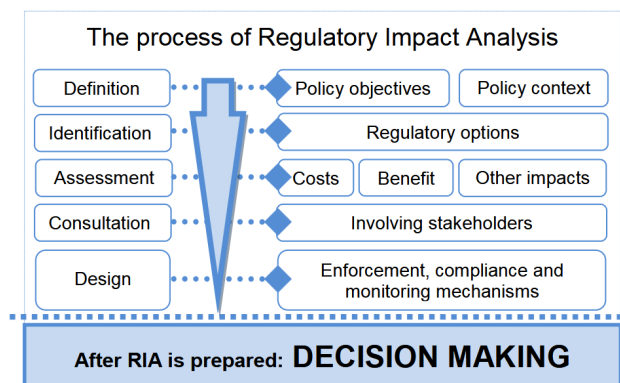 The process of Regulatory Impact Analysis
Definition
Policy objectives
Policy context
Identification
Regulatory options
Assessment
Costs
Benefit
Other impacts
Consultation
Involving stakeholders
Design
Enforcement, compliance and
monitoring mechanisms
After RIA is prepared: DECISION MAKING